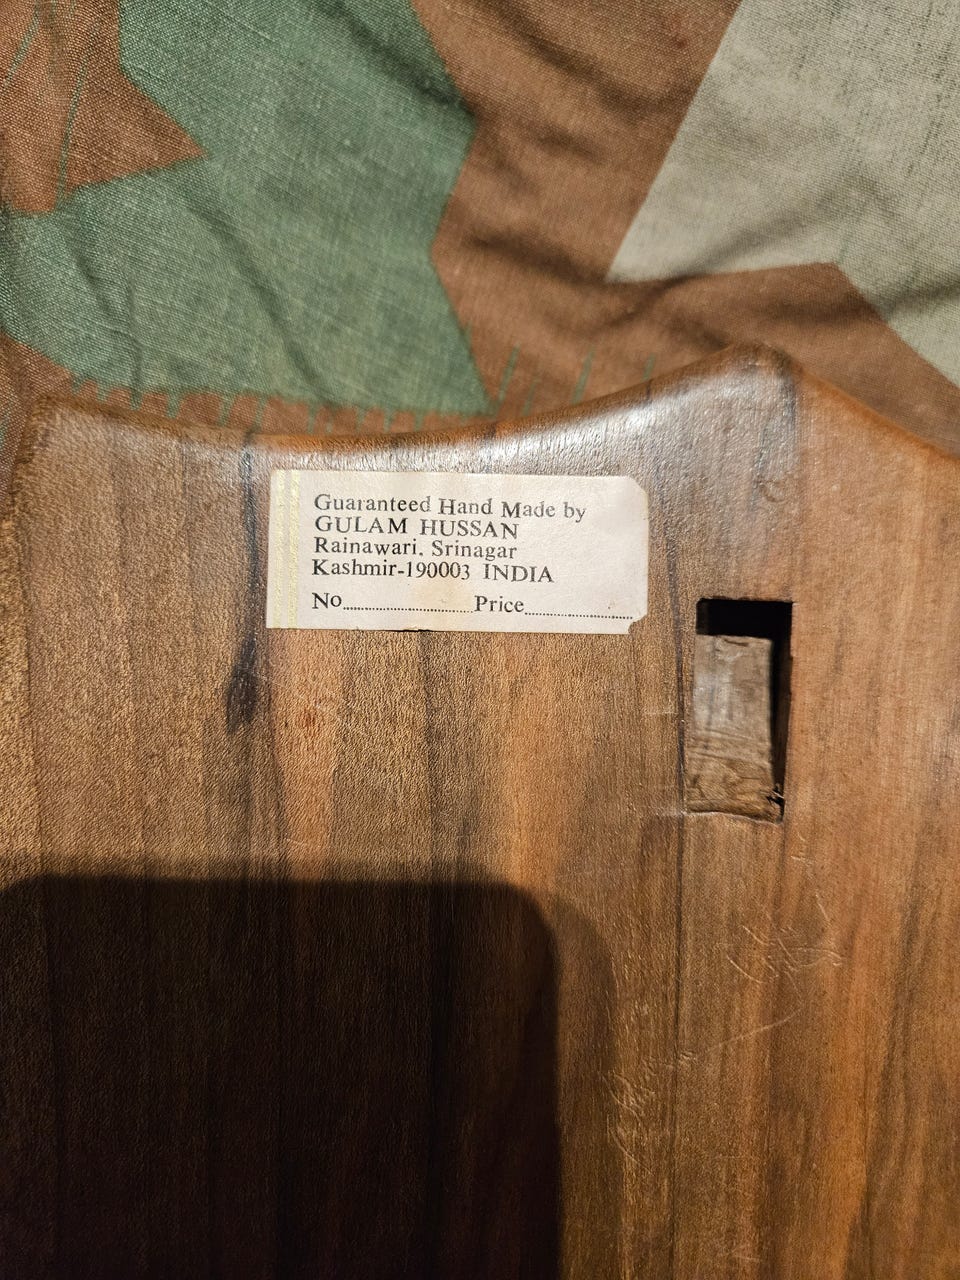 Guaranteed Hand Made by
GULAM HUSSAN
Rainawari, Srinagar
Kashmir-190003 INDIA
No..............................Price.........................